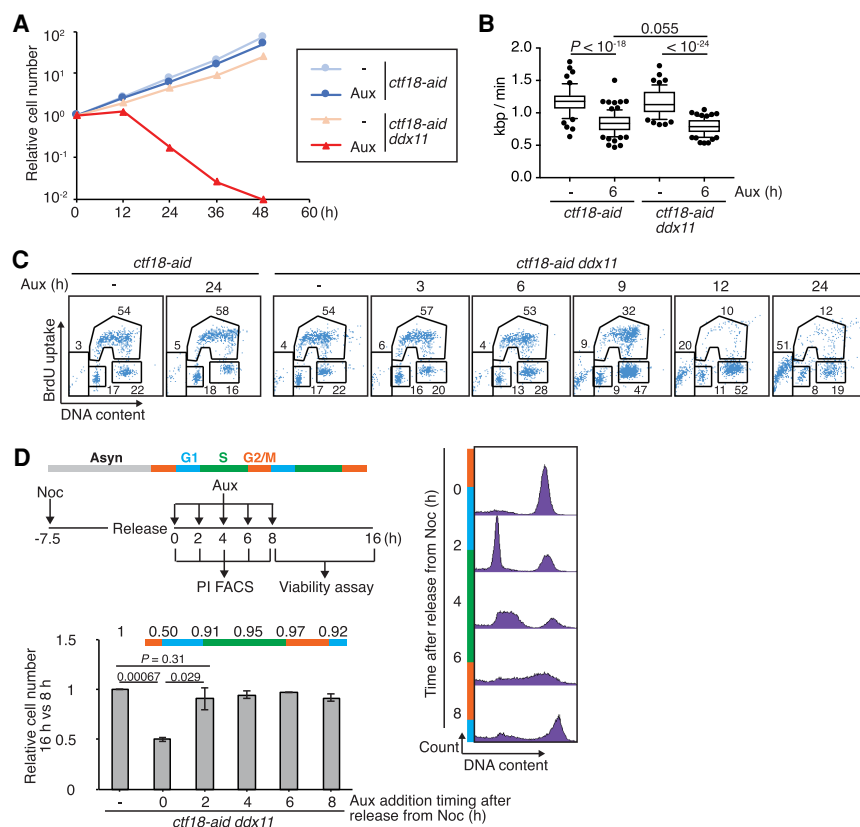 A
Relative cell number
10^2
10^1
10^0
10^-1
10^-2
0 12 24 36 48 60 (h)
-
Aux
ctf18-aid
-
Aux
ctf18-aid
ddx11
B
0.055
P < 10^-18
< 10^-24
kbp / min
2.0
1.5
1.0
0.5
0.0
- 6 - 6 Aux (h)
ctf18-aid
ctf18-aid
ddx11
C
ctf18-aid
ctf18-aid ddx11
Aux (h) - 24 - 3 6 9 12 24
54 58 54 57 53 32 10 12
3 5 4 6 4 9 20 51
17 22 18 16 17 22 16 20 13 28 9 47 11 52 8 19
BrdU uptake
DNA content
D
Asyn
G1 S G2/M
Noc
Aux
Release
-7.5 0 2 4 6 8 16 (h)
PI FACS
Viability assay
1 0.50 0.91 0.95 0.97 0.92
P = 0.31
0.00067 0.029
Relative cell number
16 h vs 8 h
1.5
1
0.5
0
- 0 2 4 6 8
Aux addition timing after
release from Noc (h)
ctf18-aid ddx11
Time after release from Noc (h)
0
2
4
6
8
Count
DNA content